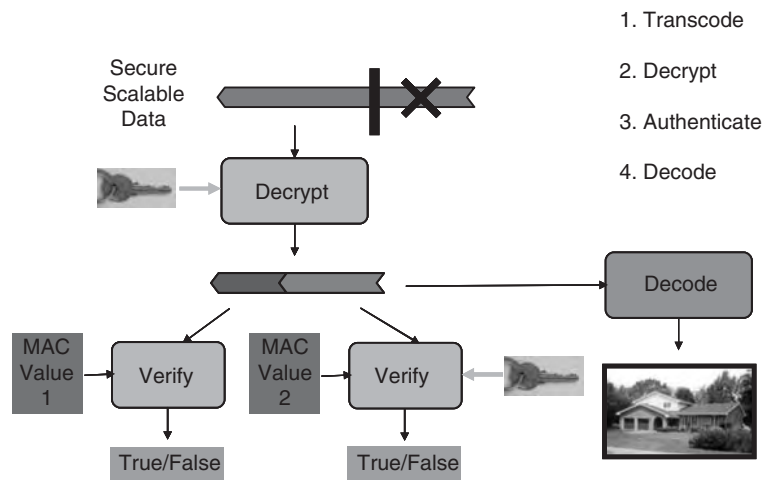 1. Transcode
Secure
Scalable
Data
2. Decrypt
3. Authenticate
4. Decode
Decrypt
Decode
MAC
Value
1
Verify
MAC
Value
2
Verify
True/False
True/False